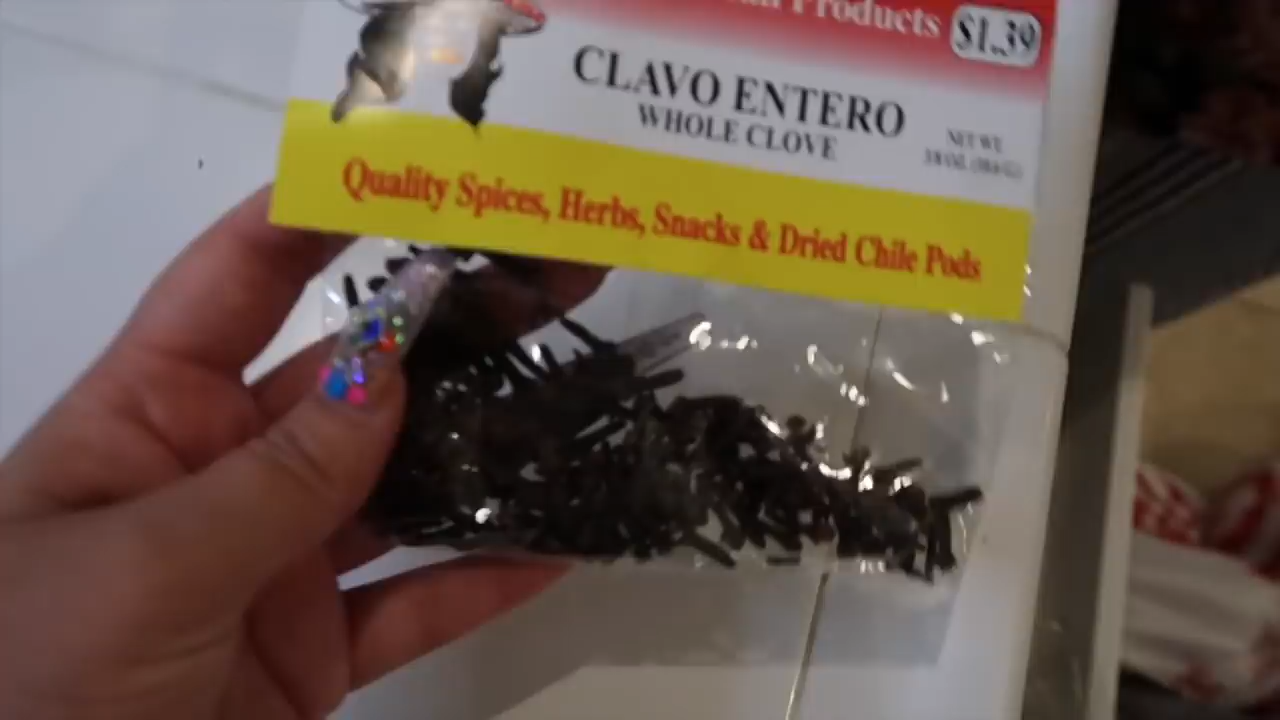 Products $1.39
CLAVO ENTERO
WHOLE CLOVE
NET WT.
Quality Spices, Herbs, Snacks & Dried Chile Pods